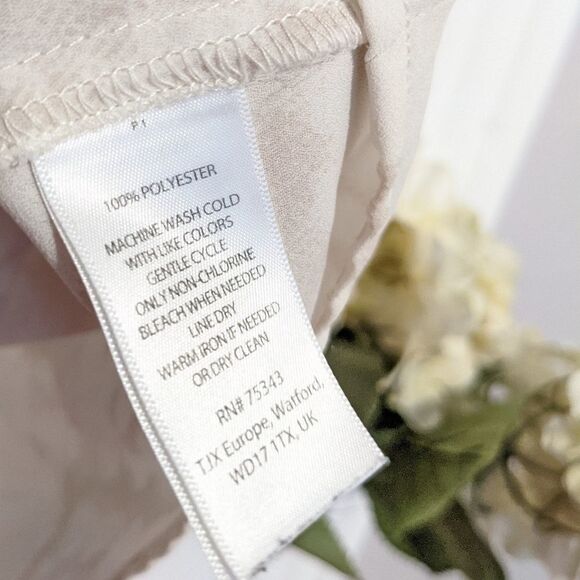 P1
100% POLYESTER
MACHINE WASH COLD
WITH LIKE COLORS
GENTLE CYCLE
ONLY NON-CHLORINE
BLEACH WHEN NEEDED
LINE DRY
WARM IRON IF NEEDED
OR DRY CLEAN
RN# 75343
TJX Europe, Watford,
WD17 1TX, UK